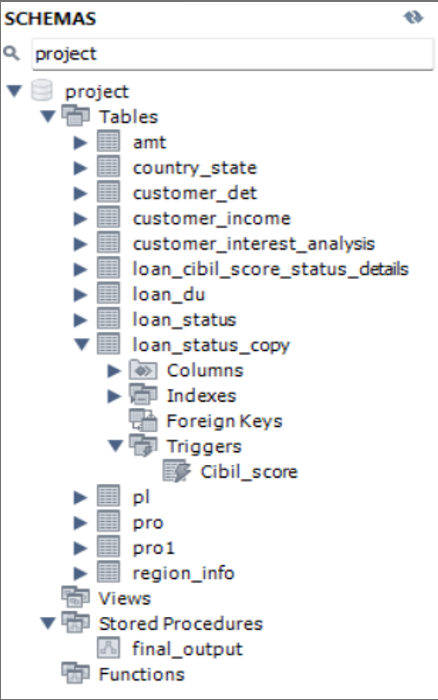 SCHEMAS
project
project
Tables
amt
country_state
customer_det
customer_income
customer_interest_analysis
loan_cibil_score_status_details
loan_du
loan_status
loan_status_copy
Columns
Indexes
Foreign Keys
Triggers
Cibil_score
pl
pro
pro1
region_info
Views
Stored Procedures
final_output
Functions